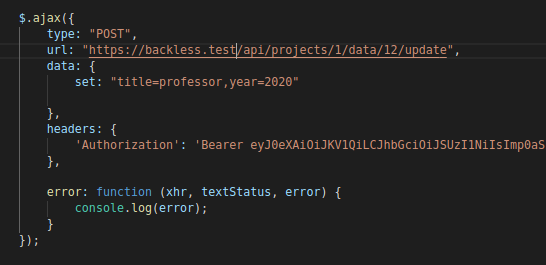 $.ajax({
type: "POST",
url: "https://backless.test/api/projects/1/data/12/update",
data: {
set: "title=professor,year=2020"
},
headers: {
'Authorization': 'Bearer eyJ0eXAiOiJKV1QiLCJhbGciOiJSUzI1NiIsImp0aS
},
error: function (xhr, textStatus, error) {
console.log(error);
}
});